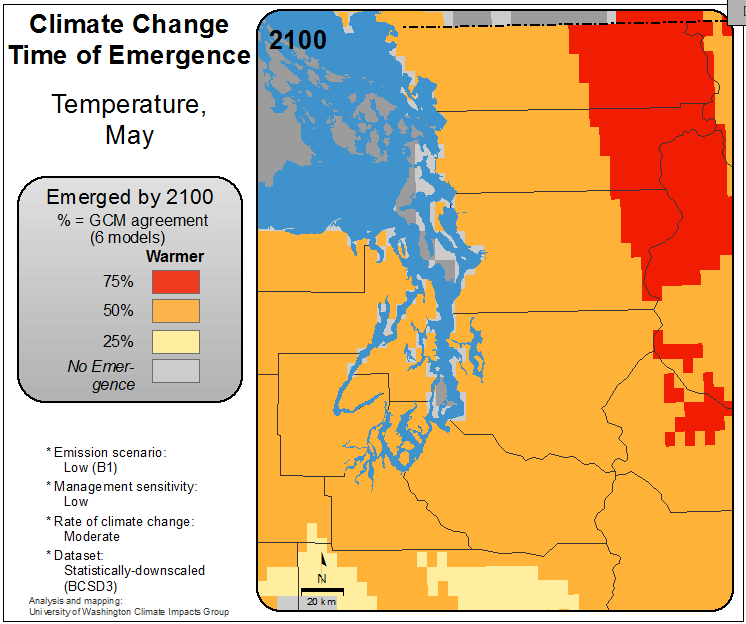 Climate Change
Time of Emergence
Temperature,
May
2100
Emerged by 2100
% = GCM agreement
(6 models)
Warmer
75%
50%
25%
No Emer-
gence
* Emission scenario:
Low (B1)
* Management sensitivity:
Low
* Rate of climate change:
Moderate
* Dataset:
Statistically-downscaled
(BCSD3)
Analysis and mapping:
University of Washington Climate Impacts Group
N
20 km